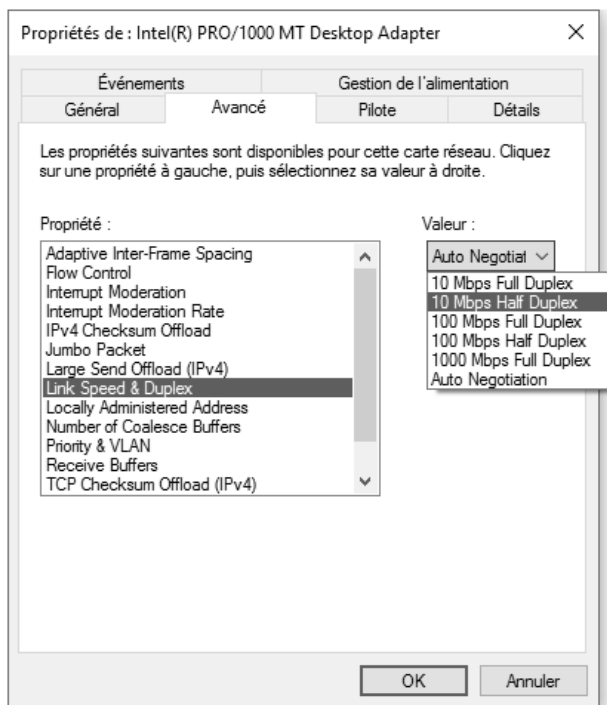 Propriétés de : Intel(R) PRO/1000 MT Desktop Adapter
Événements Gestion de l'alimentation
Général Avancé Pilote Détails
Les propriétés suivantes sont disponibles pour cette carte réseau. Cliquez
sur une propriété à gauche, puis sélectionnez sa valeur à droite.
Propriété :
Adaptive Inter-Frame Spacing
Flow Control
Interrupt Moderation
Interrupt Moderation Rate
IPv4 Checksum Offload
Jumbo Packet
Large Send Offload (IPv4)
Link Speed & Duplex
Locally Administered Address
Number of Coalesce Buffers
Priority & VLAN
Receive Buffers
TCP Checksum Offload (IPv4)
Valeur :
Auto Negotiat
10 Mbps Full Duplex
10 Mbps Half Duplex
100 Mbps Full Duplex
100 Mbps Half Duplex
1000 Mbps Full Duplex
Auto Negotiation
OK Annuler